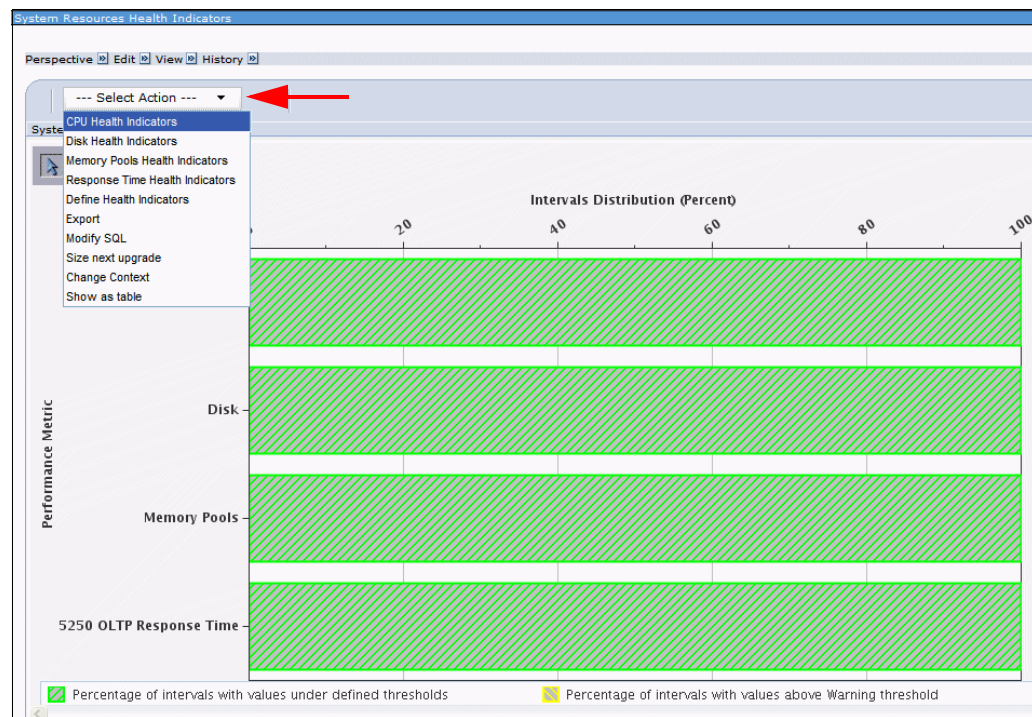 System Resources Health Indicators
Perspective Edit View History
--- Select Action ---
CPU Health Indicators
Disk Health Indicators
Memory Pools Health Indicators
Response Time Health Indicators
Define Health Indicators
Export
Modify SQL
Size next upgrade
Change Context
Show as table
Syste
Intervals Distribution (Percent)
20 40 60 80 100
Performance Metric
Disk
Memory Pools
5250 OLTP Response Time
Percentage of intervals with values under defined thresholds Percentage of intervals with values above Warning threshold